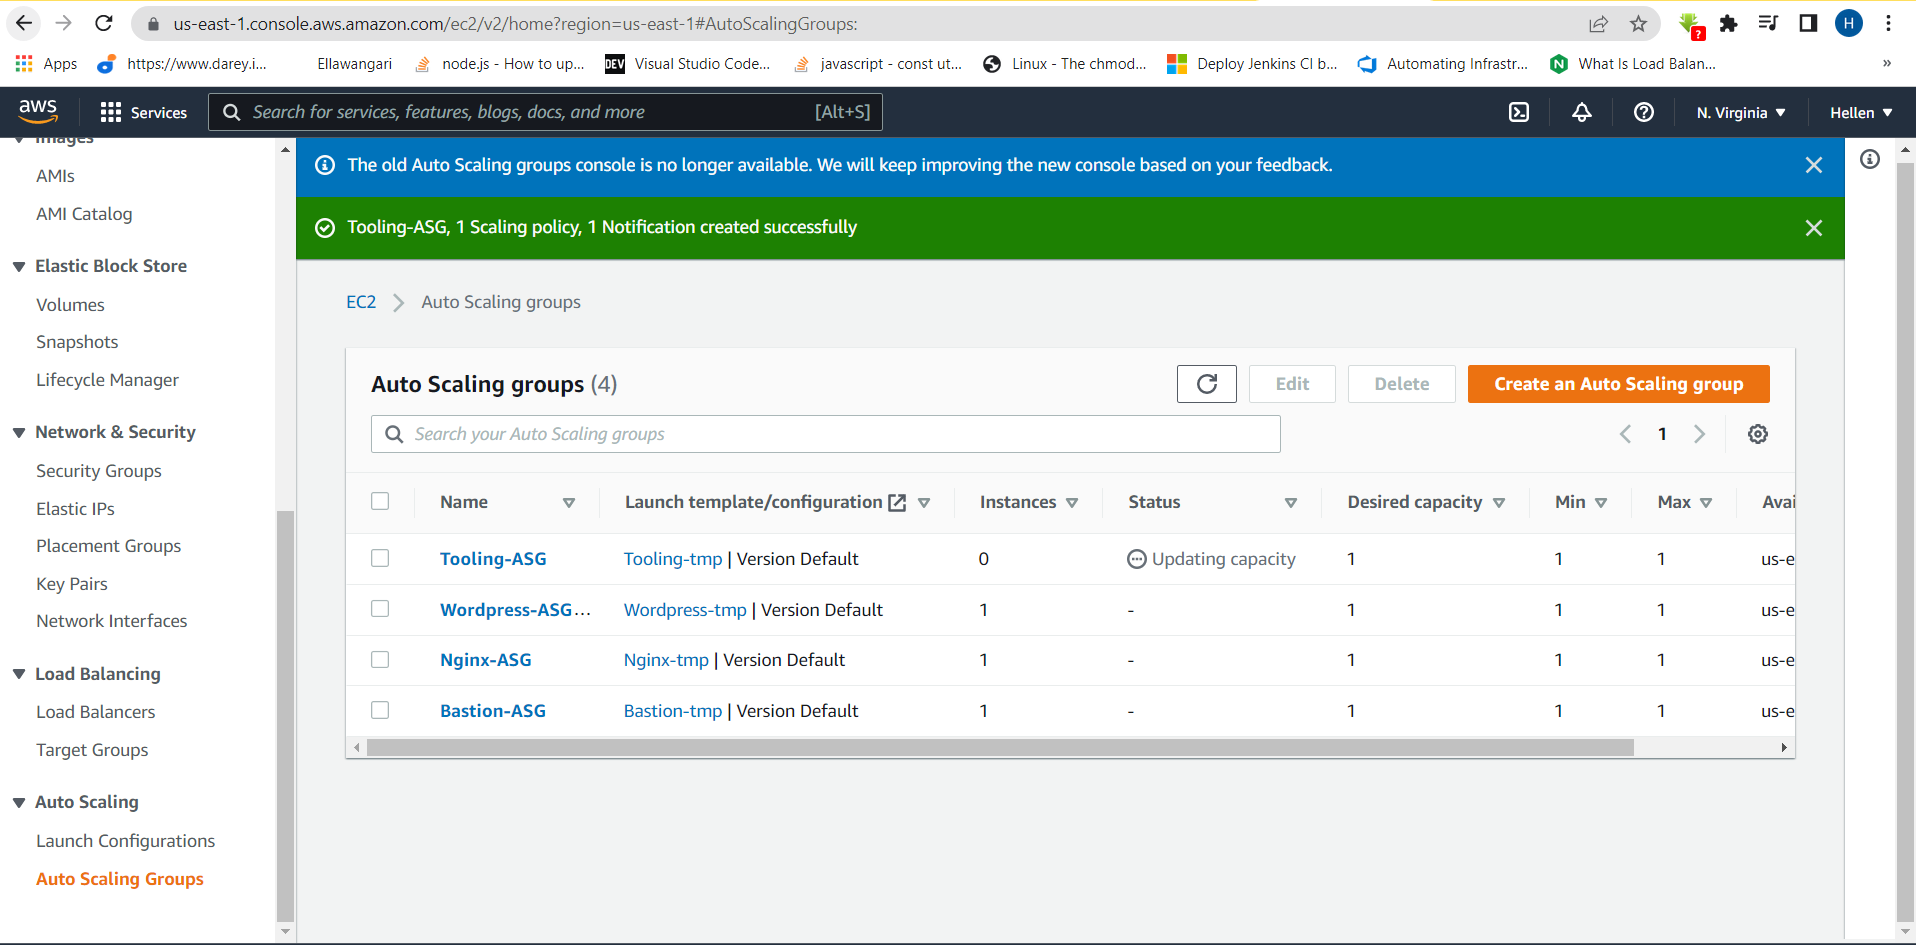 us-east-1.console.aws.amazon.com/ec2/v2/home?region=us-east-1#AutoScalingGroups:
?
H
Apps
https://www.darey.i...
Ellawangari
node.js - How to up...
DEV Visual Studio Code...
javascript - const ut...
Linux - The chmod...
Deploy Jenkins CI b...
Automating Infrastr...
N What Is Load Balan...
»
aws
Services
Search for services, features, blogs, docs, and more [Alt+S]
N. Virginia
Hellen
Images
AMIs
AMI Catalog
Elastic Block Store
Volumes
Snapshots
Lifecycle Manager
Network & Security
Security Groups
Elastic IPs
Placement Groups
Key Pairs
Network Interfaces
Load Balancing
Load Balancers
Target Groups
Auto Scaling
Launch Configurations
Auto Scaling Groups
The old Auto Scaling groups console is no longer available. We will keep improving the new console based on your feedback.
Tooling-ASG, 1 Scaling policy, 1 Notification created successfully
EC2 > Auto Scaling groups
Auto Scaling groups (4)
Edit
Delete
Create an Auto Scaling group
Search your Auto Scaling groups
1
Name Launch template/configuration Instances Status Desired capacity Min Max Avai
Tooling-ASG Tooling-tmp | Version Default 0 Updating capacity 1 1 1 us-e
Wordpress-ASG... Wordpress-tmp | Version Default 1 - 1 1 1 us-e
Nginx-ASG Nginx-tmp | Version Default 1 - 1 1 1 us-e
Bastion-ASG Bastion-tmp | Version Default 1 - 1 1 1 us-e